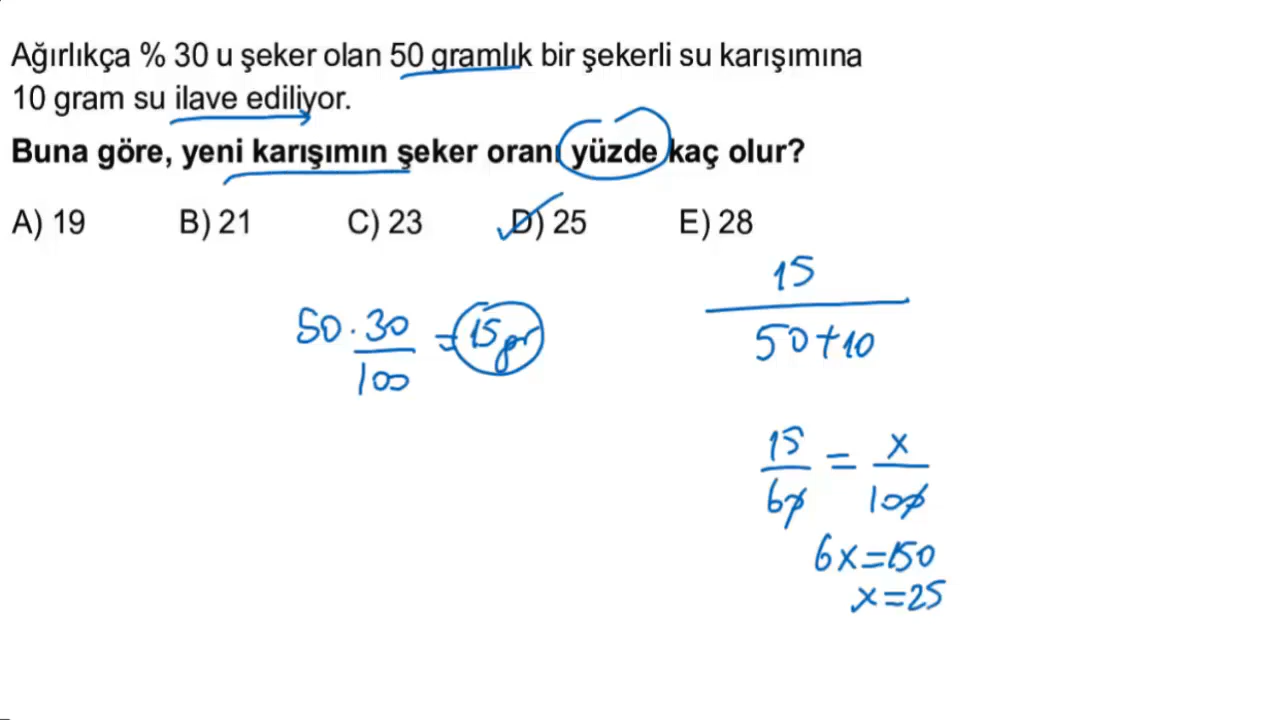 Ağırlıkça % 30 u şeker olan 50 gramlık bir şekerli su karışımına
10 gram su ilave ediliyor.
Buna göre, yeni karışımın şeker oranı yüzde kaç olur?
A) 19 B) 21 C) 23 D) 25 E) 28
50 · 30 / 100 = 15 gr
15 / 50+10
15 / 60 = x / 100
6x=150
x=25